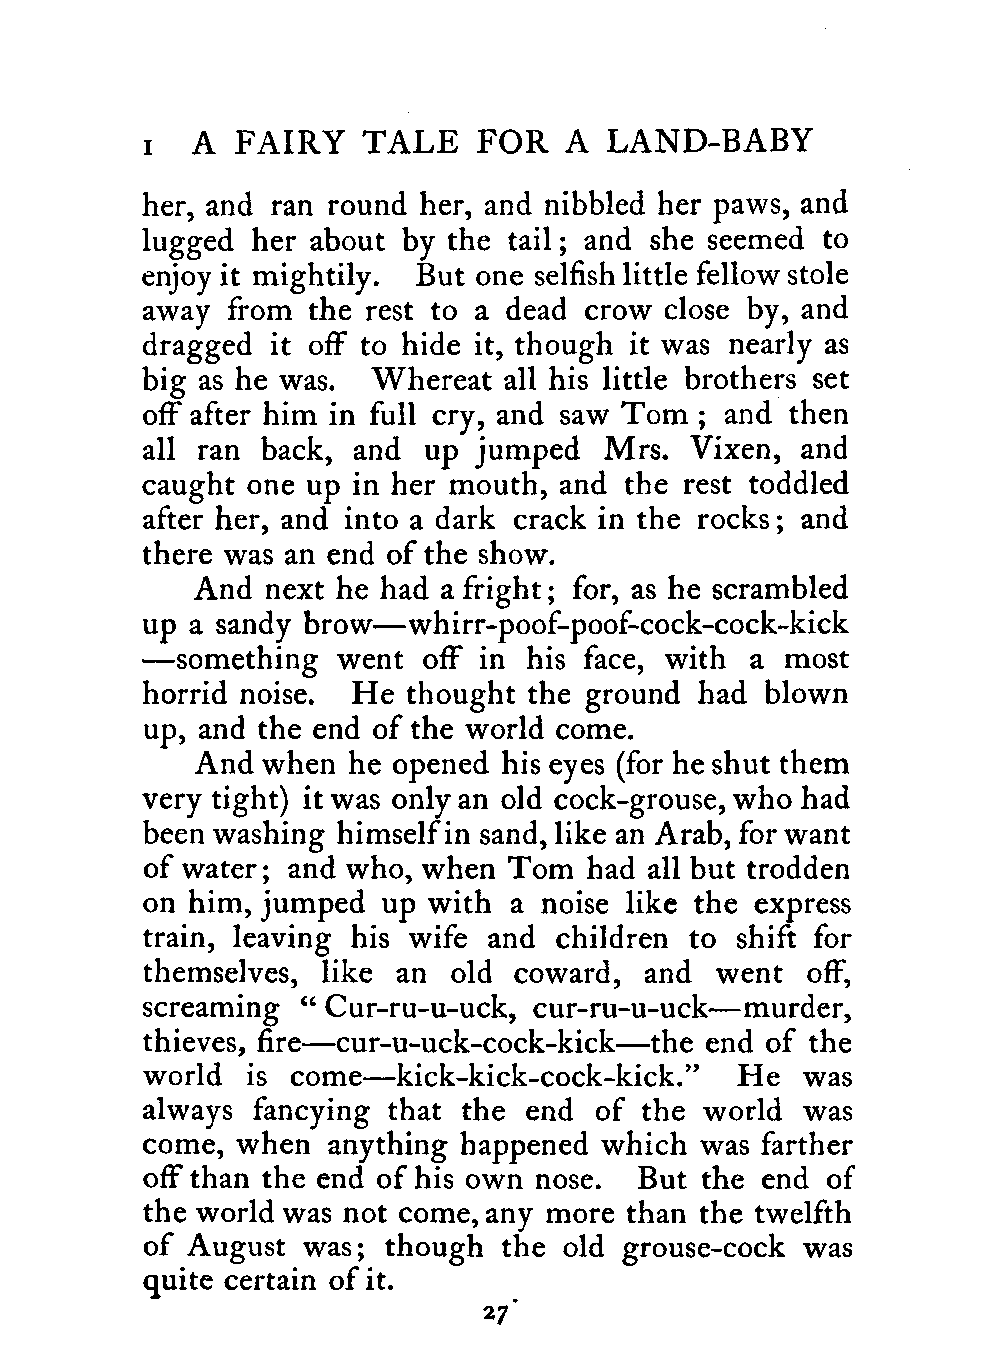 I A FAIRY TALE FOR A LAND-BABY
her, and ran round her, and nibbled her paws, and
lugged her about by the tail; and she seemed to
enjoy it mightily. But one selfish little fellow stole
away from the rest to a dead crow close by, and
dragged it off to hide it, though it was nearly as
big as he was. Whereat all his little brothers set
off after him in full cry, and saw Tom; and then
all ran back, and up jumped Mrs. Vixen, and
caught one up in her mouth, and the rest toddled
after her, and into a dark crack in the rocks; and
there was an end of the show.
And next he had a fright; for, as he scrambled
up a sandy brow—whirr-poof-poof-cock-cock-kick
—something went off in his face, with a most
horrid noise. He thought the ground had blown
up, and the end of the world come.
And when he opened his eyes (for he shut them
very tight) it was only an old cock-grouse, who had
been washing himself in sand, like an Arab, for want
of water; and who, when Tom had all but trodden
on him, jumped up with a noise like the express
train, leaving his wife and children to shift for
themselves, like an old coward, and went off,
screaming “Cur-ru-u-uck, cur-ru-u-uck—murder,
thieves, fire—cur-u-uck-cock-kick—the end of the
world is come—kick-kick-cock-kick.” He was
always fancying that the end of the world was
come, when anything happened which was farther
off than the end of his own nose. But the end of
the world was not come, any more than the twelfth
of August was; though the old grouse-cock was
quite certain of it.
27